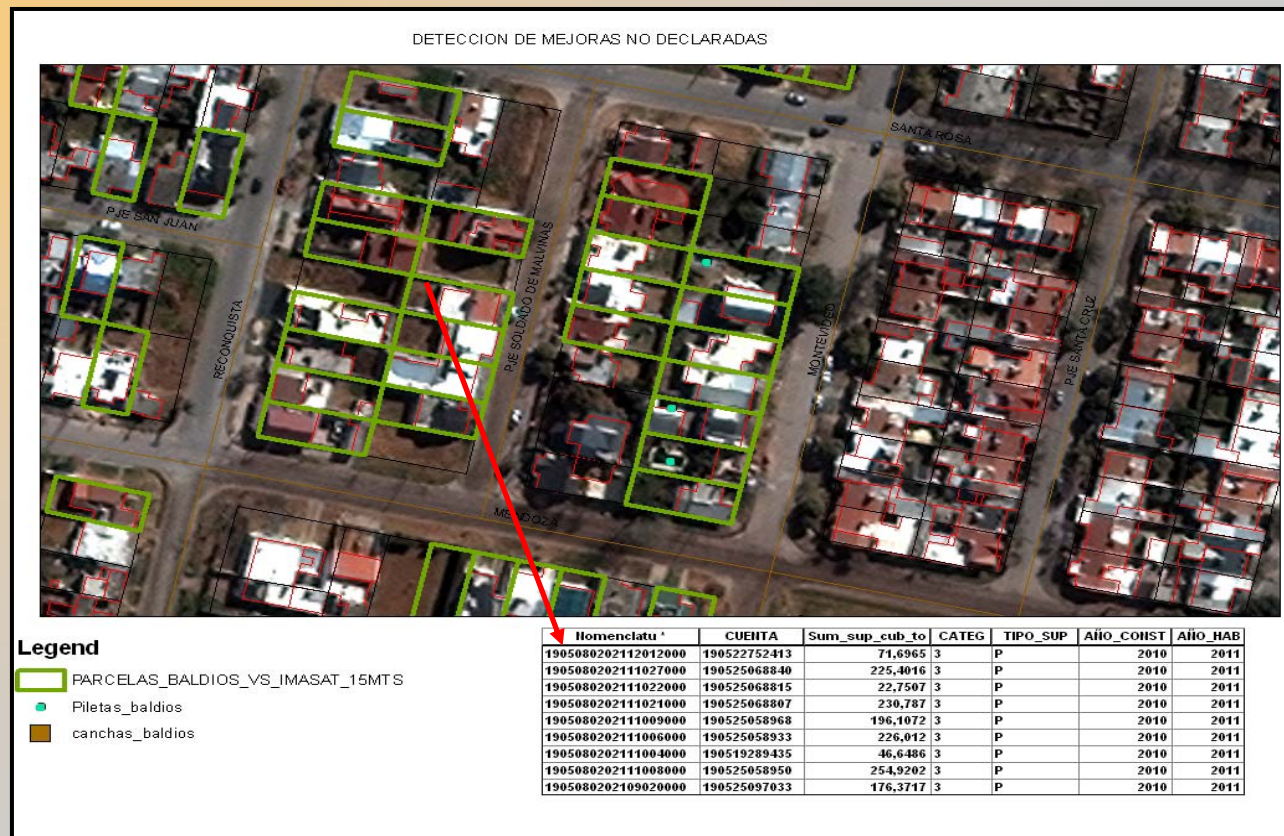 DETECCION DE MEJORAS NO DECLARADAS
SANTA ROSA
PJE SAN JUAN
RECONQUISTA
PJE SOLDADO DE MALVINAS
MONTEVIDEO
PJE SANTA CRUZ
MENDOZA
Legend
PARCELAS_BALDIOS_VS_IMASAT_15MTS
Piletas_baldios
canchas_baldios
Nomenclatu * CUENTA Sum_sup_cub_to CATEG TIPO_SUP AÑO_CONST AÑO_HAB
1905080202112012000 190522752413 71,6965 3 P 2010 2011
1905080202111027000 190525068840 225,4016 3 P 2010 2011
1905080202111022000 190525068815 22,7507 3 P 2010 2011
1905080202111021000 190525068807 230,787 3 P 2010 2011
1905080202111009000 190525058968 196,1072 3 P 2010 2011
1905080202111006000 190525058933 226,012 3 P 2010 2011
1905080202111004000 190519289435 46,6486 3 P 2010 2011
1905080202111008000 190525058950 254,9202 3 P 2010 2011
1905080202109020000 190525097033 176,3717 3 P 2010 2011